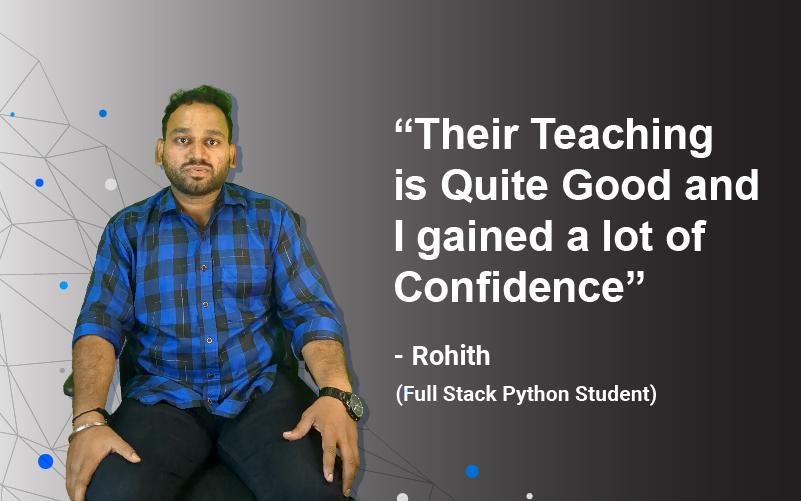 “Their Teaching
is Quite Good and
I gained a lot of
Confidence”
- Rohith
(Full Stack Python Student)